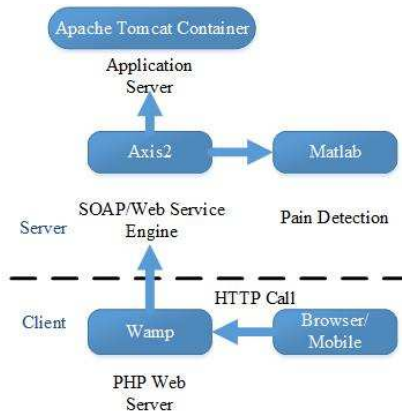 Apache Tomcat Container
Application
Server
Axis2
Matlab
SOAP/Web Service
Engine
Pain Detection
Server
Client
HTTP Call
Wamp
Browser/
Mobile
PHP Web
Server